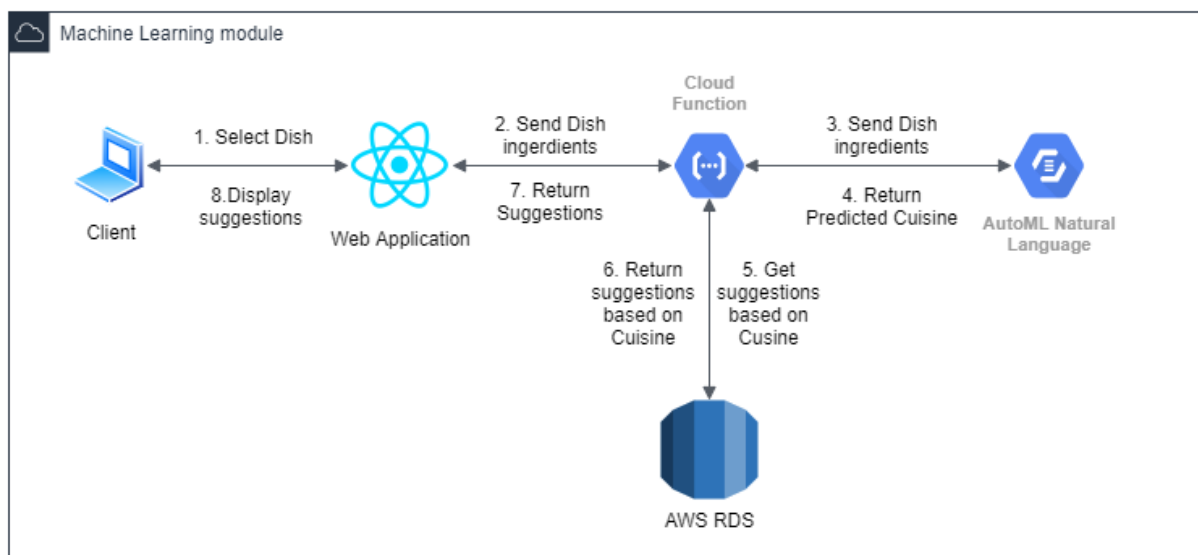 Machine Learning module
Cloud
Function
1. Select Dish
2. Send Dish
ingerdients
3. Send Dish
ingredients
8.Display
suggestions
7. Return
Suggestions
4. Return
Predicted Cuisine
Client
Web Application
AutoML Natural
Language
6. Return
suggestions
based on
Cuisine
5. Get
suggestions
based on
Cusine
AWS RDS